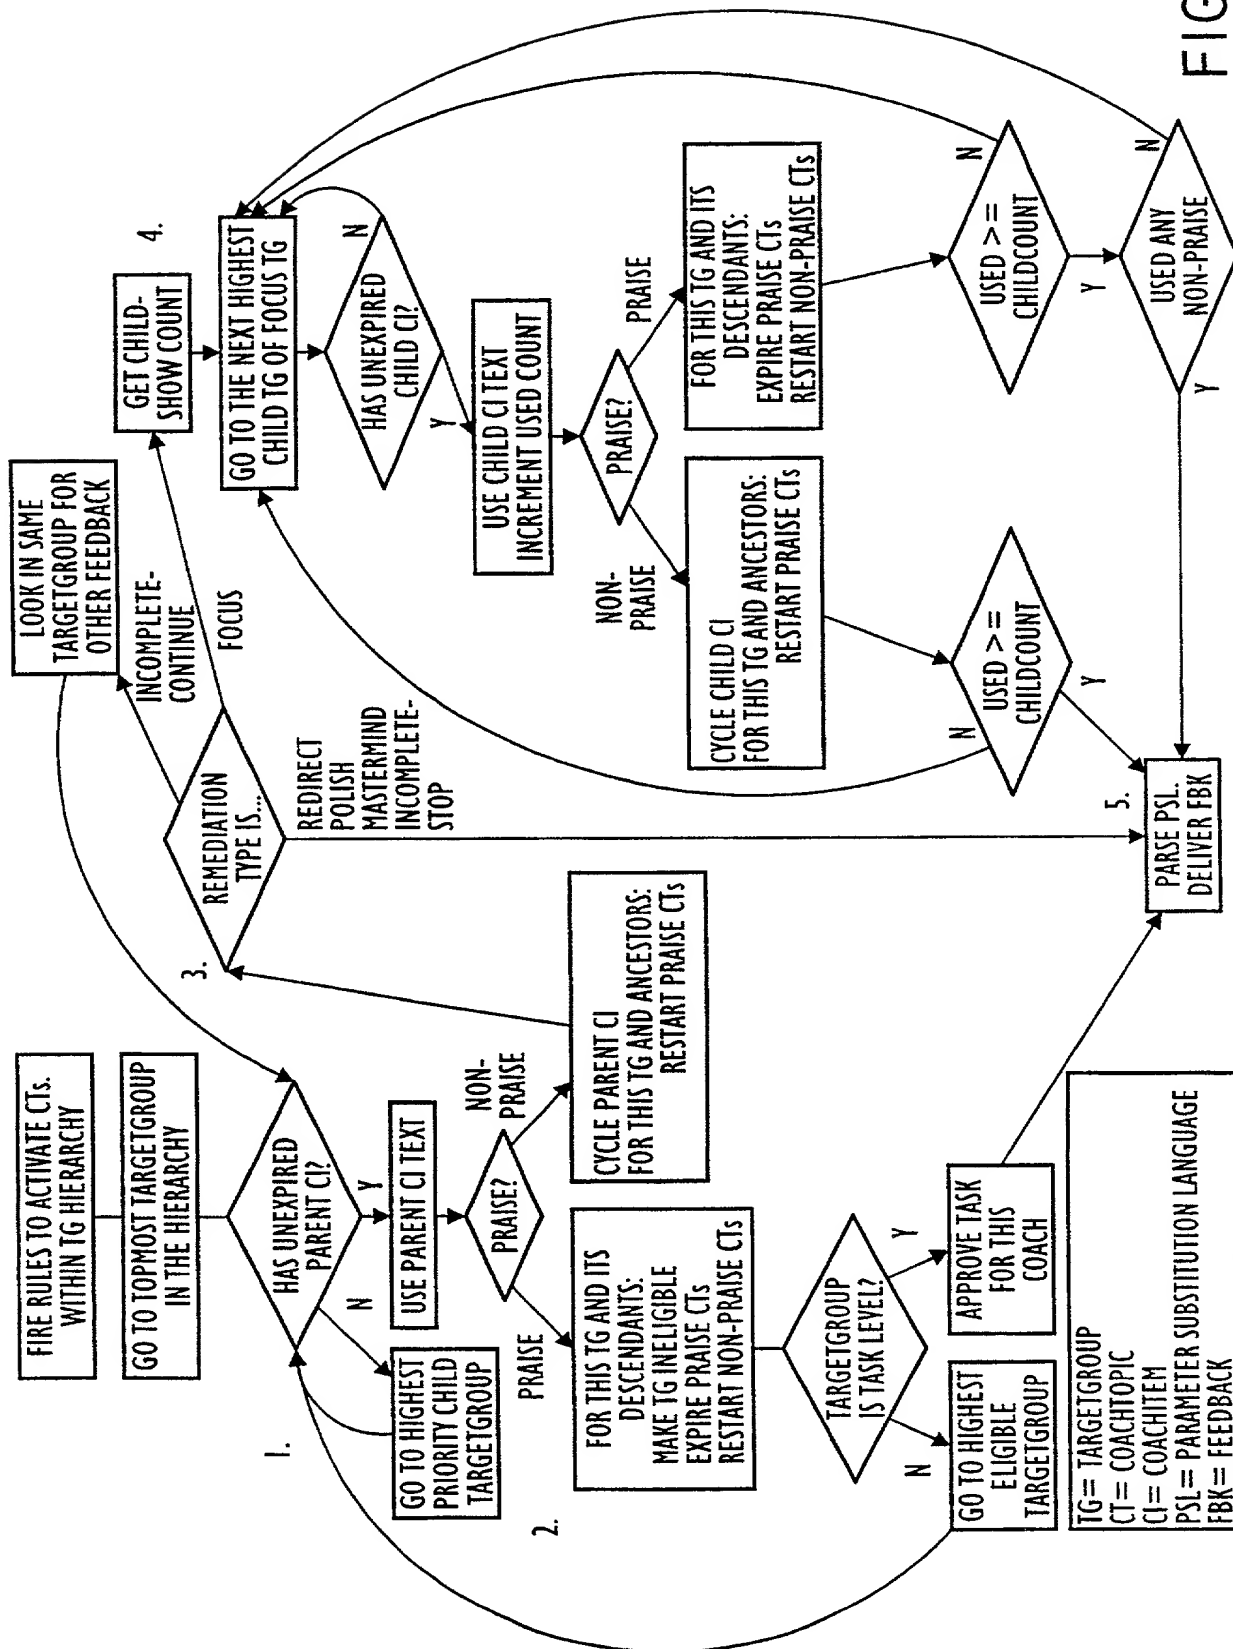 FIRE RULES TO ACTIVATE CTs.
WITHIN TG HIERARCHY
GO TO TOPMOST TARGETGROUP
IN THE HIERARCHY
1.
HAS UNEXPIRED
PARENT CI?
N
Y
GO TO HIGHEST
PRIORITY CHILD
TARGETGROUP
USE PARENT CI TEXT
2.
PRAISE?
PRAISE
NON-
PRAISE
FOR THIS TG AND ITS
DESCENDANTS:
MAKE TG INELIGIBLE
EXPIRE PRAISE CTs
RESTART NON-PRAISE CTs
CYCLE PARENT CI
FOR THIS TG AND ANCESTORS:
RESTART PRAISE CTs
TARGETGROUP
IS TASK LEVEL?
N
Y
GO TO HIGHEST
ELIGIBLE
TARGETGROUP
APPROVE TASK
FOR THIS
COACH
TG= TARGETGROUP
CT= COACHTOPIC
CI= COACHITEM
PSL= PARAMETER SUBSTITUTION LANGUAGE
FBK= FEEDBACK
3.
REMEDIATION
TYPE IS...
LOOK IN SAME
TARGETGROUP FOR
OTHER FEEDBACK
INCOMPLETE-
CONTINUE
FOCUS
REDIRECT
POLISH
MASTERMIND
INCOMPLETE-
STOP
4.
GET CHILD-
SHOW COUNT
GO TO THE NEXT HIGHEST
CHILD TG OF FOCUS TG
HAS UNEXPIRED
CHILD CI?
N
Y
USE CHILD CI TEXT
INCREMENT USED COUNT
PRAISE?
NON-
PRAISE
PRAISE
CYCLE CHILD CI
FOR THIS TG AND ANCESTORS:
RESTART PRAISE CTs
FOR THIS TG AND ITS
DESCENDANTS:
EXPIRE PRAISE CTs
RESTART NON-PRAISE CTs
USED >=
CHILDCOUNT
N
Y
USED >=
CHILDCOUNT
N
Y
USED ANY
NON-PRAISE
N
Y
5.
PARSE PSL.
DELIVER FBK
FIG